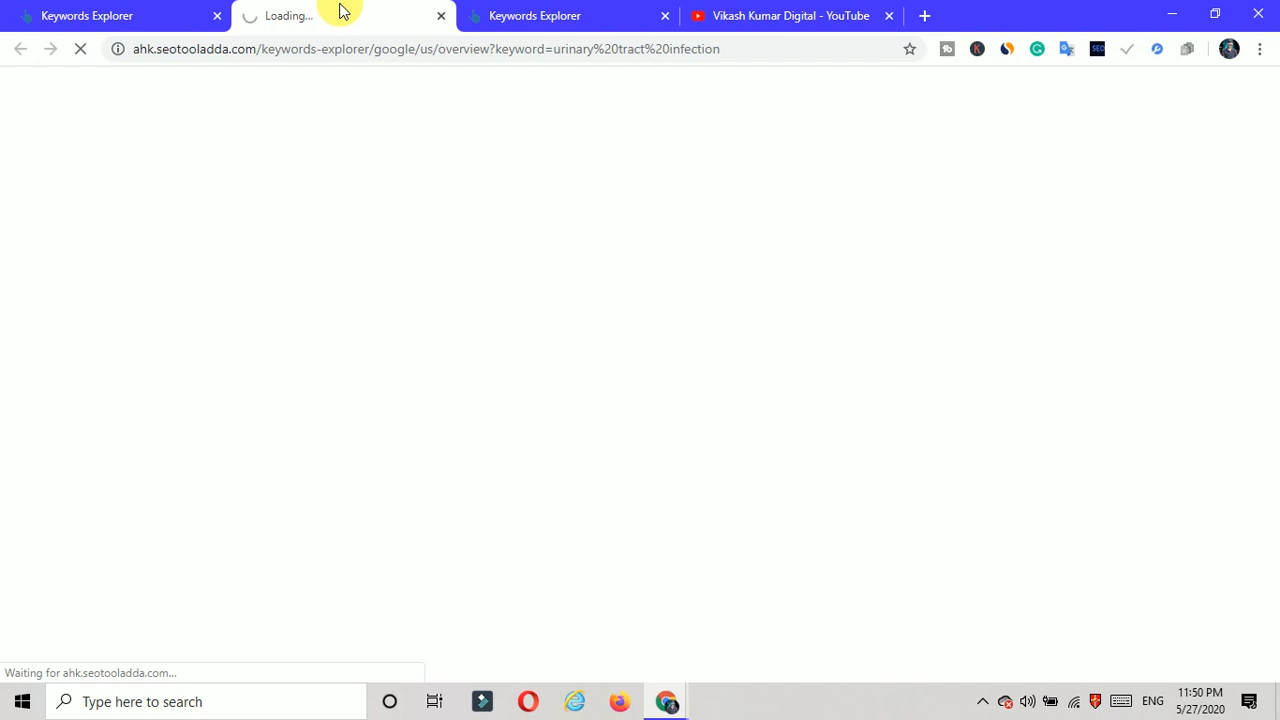 Keywords Explorer
Loading...
Keywords Explorer
Vikash Kumar Digital - YouTube
ahk.seotooladda.com/keywords-explorer/google/us/overview?keyword=urinary%20tract%20infection
Waiting for ahk.seotooladda.com...
Type here to search
ENG
11:50 PM
5/27/2020